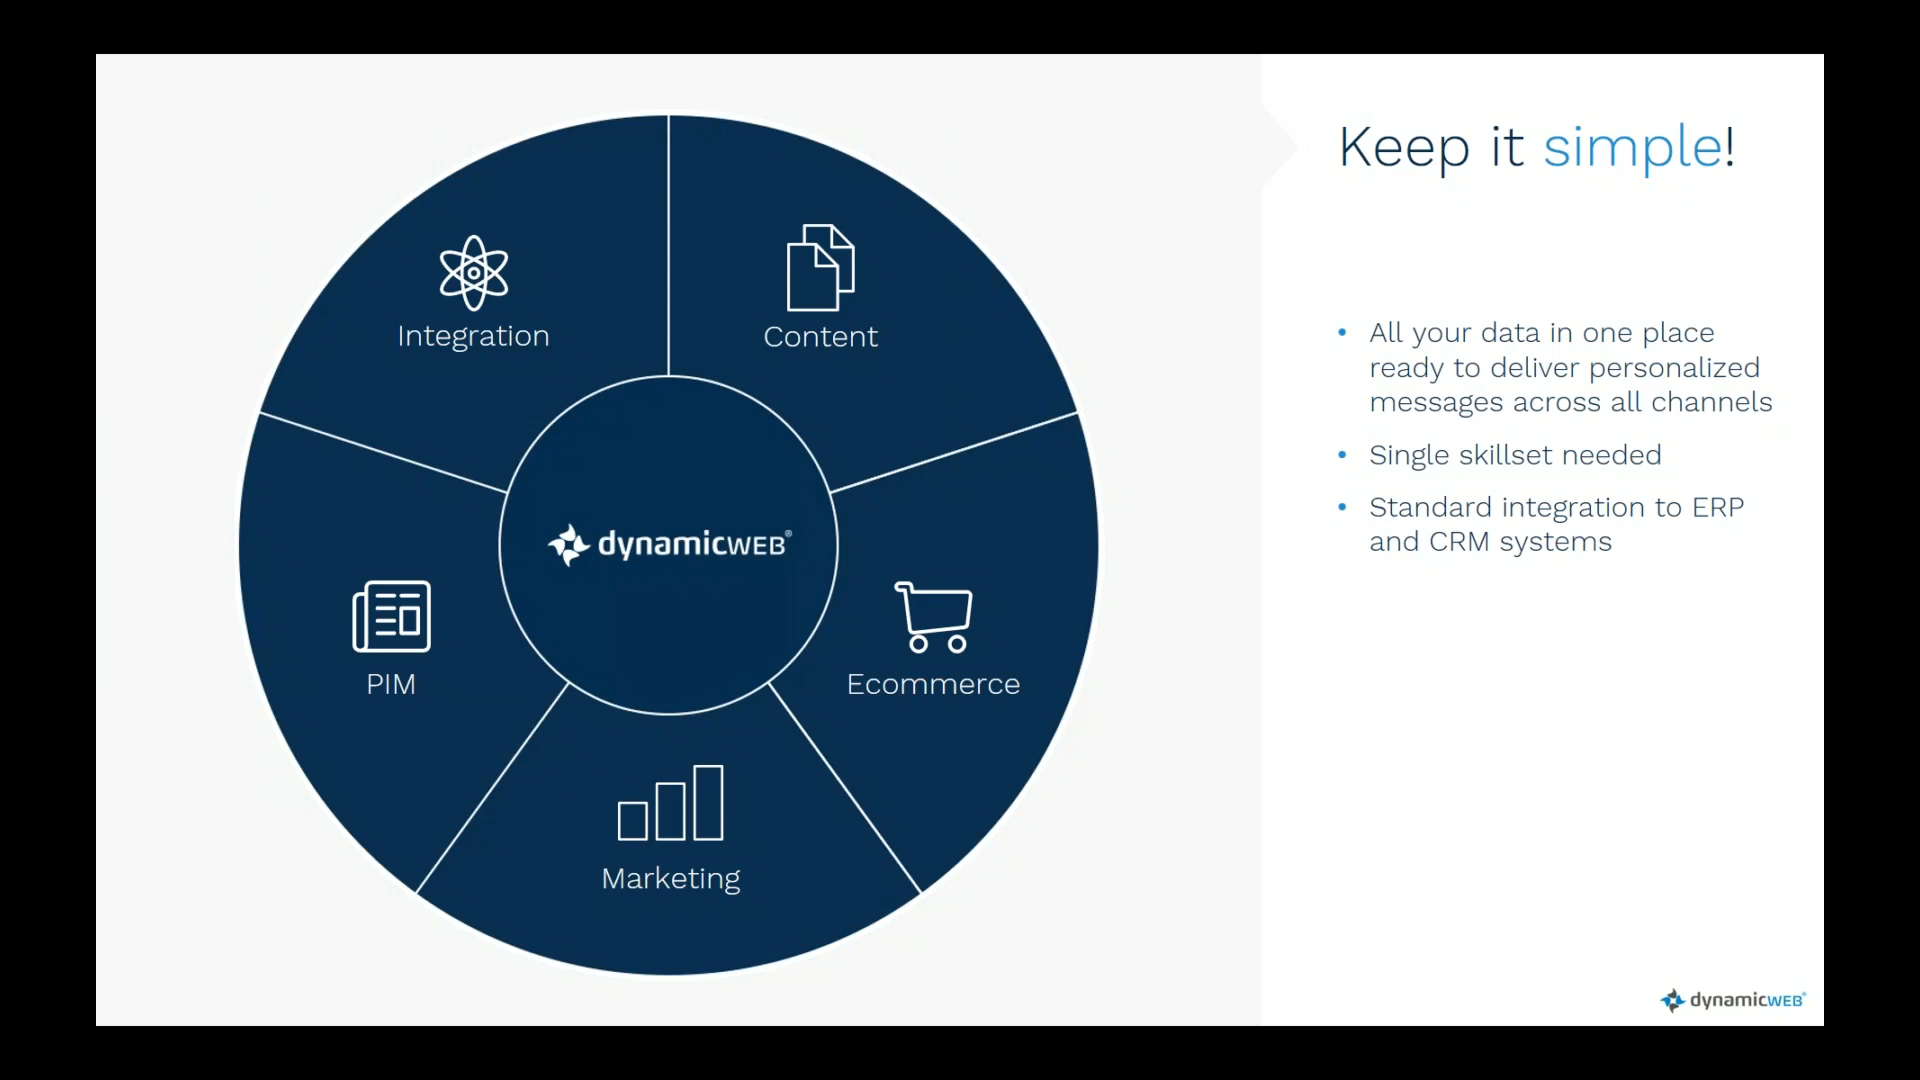 Integration
Content
dynamicWEB®
PIM
Ecommerce
Marketing
Keep it simple!
• All your data in one place
ready to deliver personalized
messages across all channels
• Single skillset needed
• Standard integration to ERP
and CRM systems
dynamicWEB®